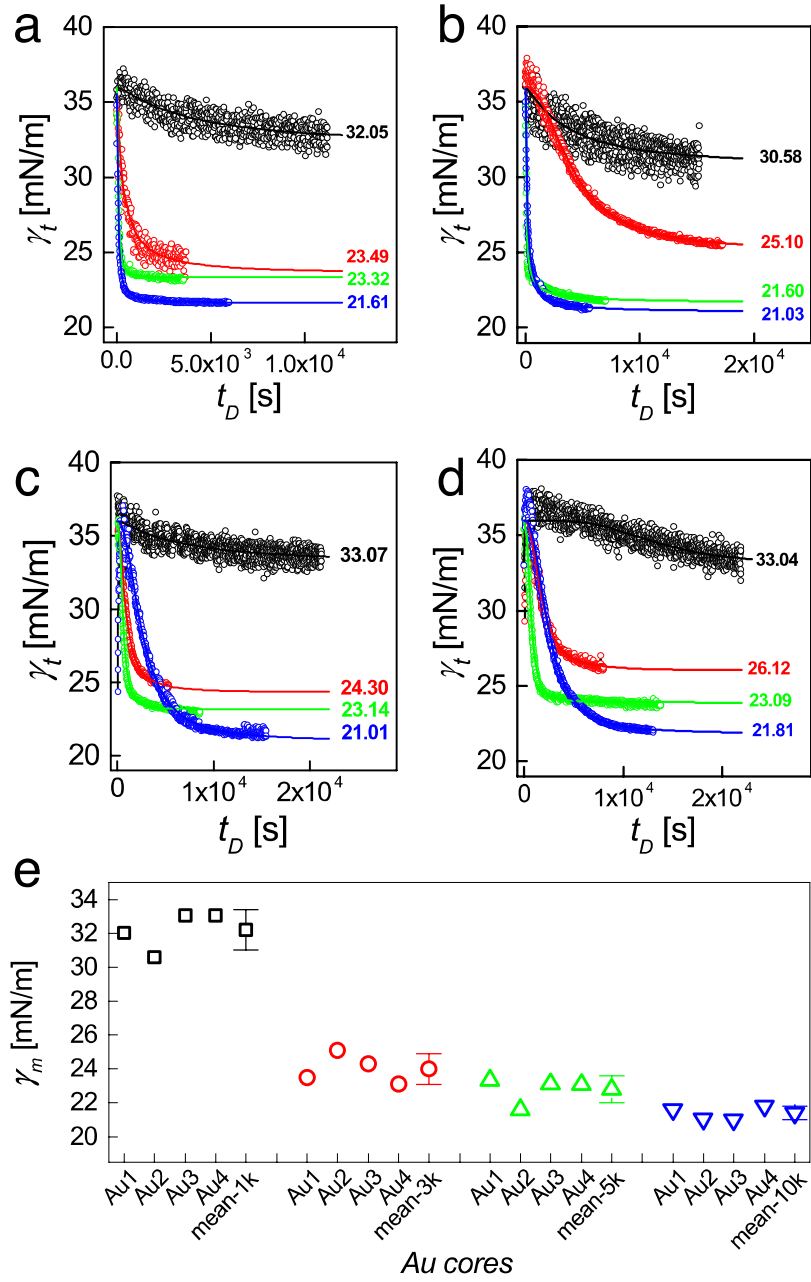 a
40
35
30
25
20
γt [mN/m]
32.05
23.49
23.32
21.61
0.0 5.0x10³ 1.0x10⁴
tD [s]
b
40
35
30
25
20
γt [mN/m]
30.58
25.10
21.60
21.03
0 1x10⁴ 2x10⁴
tD [s]
c
40
35
30
25
20
γt [mN/m]
33.07
24.30
23.14
21.01
0 1x10⁴ 2x10⁴
tD [s]
d
40
35
30
25
20
γt [mN/m]
33.04
26.12
23.09
21.81
0 1x10⁴ 2x10⁴
tD [s]
e
34
32
30
28
26
24
22
20
γm [mN/m]
Au1 Au2 Au3 Au4 mean-1k Au1 Au2 Au3 Au4 mean-3k Au1 Au2 Au3 Au4 mean-5k Au1 Au2 Au3 Au4 mean-10k
Au cores